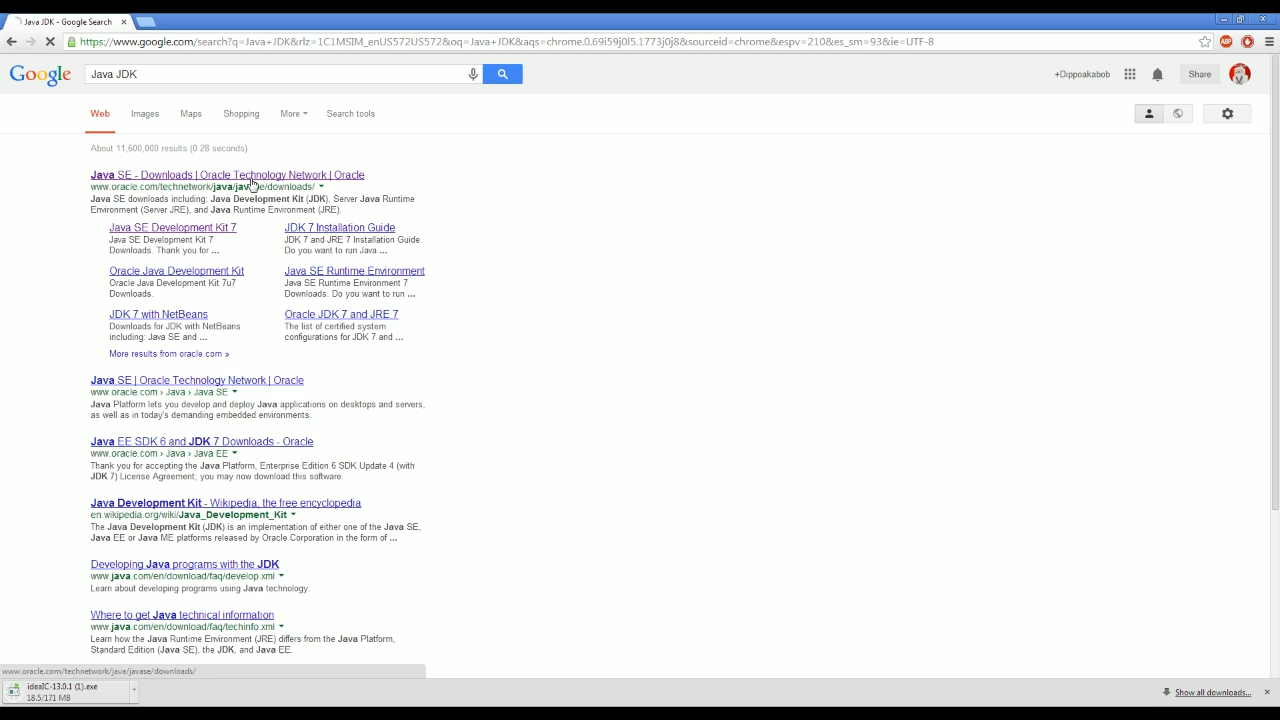 Java JDK - Google Search
https://www.google.com/search?q=Java+JDK&rlz=1C1MSIM_enUS572US572&oq=Java+JDK&aqs=chrome.0.69i59j0l5.1773j0j8&sourceid=chrome&espv=210&es_sm=93&ie=UTF-8
ABP
Google
Java JDK
+Dippoakabob
Share
Web Images Maps Shopping More Search tools
About 11,600,000 results (0.28 seconds)
Java SE - Downloads | Oracle Technology Network | Oracle
www.oracle.com/technetwork/java/javase/downloads/
Java SE downloads including: Java Development Kit (JDK), Server Java Runtime
Environment (Server JRE), and Java Runtime Environment (JRE).
Java SE Development Kit 7
Java SE Development Kit 7
Downloads. Thank you for ...
JDK 7 Installation Guide
JDK 7 and JRE 7 Installation Guide.
Do you want to run Java ...
Oracle Java Development Kit
Oracle Java Development Kit 7u7
Downloads.
Java SE Runtime Environment
Java SE Runtime Environment 7
Downloads. Do you want to run ...
JDK 7 with NetBeans
Downloads for JDK with NetBeans
including: Java SE and ...
Oracle JDK 7 and JRE 7
The list of certified system
configurations for JDK 7 and ...
More results from oracle.com »
Java SE | Oracle Technology Network | Oracle
www.oracle.com › Java › Java SE
Java Platform lets you develop and deploy Java applications on desktops and servers,
as well as in today's demanding embedded environments.
Java EE SDK 6 and JDK 7 Downloads - Oracle
www.oracle.com › Java › Java EE
Thank you for accepting the Java Platform, Enterprise Edition 6 SDK Update 4 (with
JDK 7) License Agreement; you may now download this software.
Java Development Kit - Wikipedia, the free encyclopedia
en.wikipedia.org/wiki/Java_Development_Kit
The Java Development Kit (JDK) is an implementation of either one of the Java SE,
Java EE or Java ME platforms released by Oracle Corporation in the form of ...
Developing Java programs with the JDK
www.java.com/en/download/faq/develop.xml
Learn about developing programs using Java technology.
Where to get Java technical information
www.java.com/en/download/faq/techinfo.xml
Learn how the Java Runtime Environment (JRE) differs from the Java Platform,
Standard Edition (Java SE), the JDK, and Java EE.
www.oracle.com/technetwork/java/javase/downloads/
ideaIC-13.0.1 (1).exe
18.5/171 MB
Show all downloads...